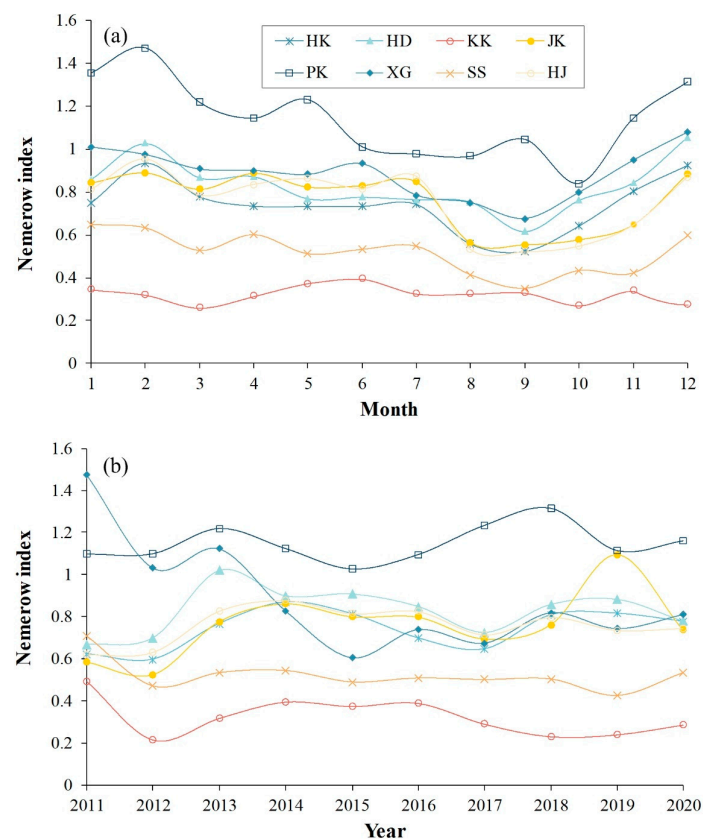 (a)
HK HD KK JK
PK XG SS HJ
Nemerow index
1.6
1.4
1.2
1
0.8
0.6
0.4
0.2
0
1 2 3 4 5 6 7 8 9 10 11 12
Month
(b)
Nemerow index
1.6
1.4
1.2
1
0.8
0.6
0.4
0.2
0
2011 2012 2013 2014 2015 2016 2017 2018 2019 2020
Year